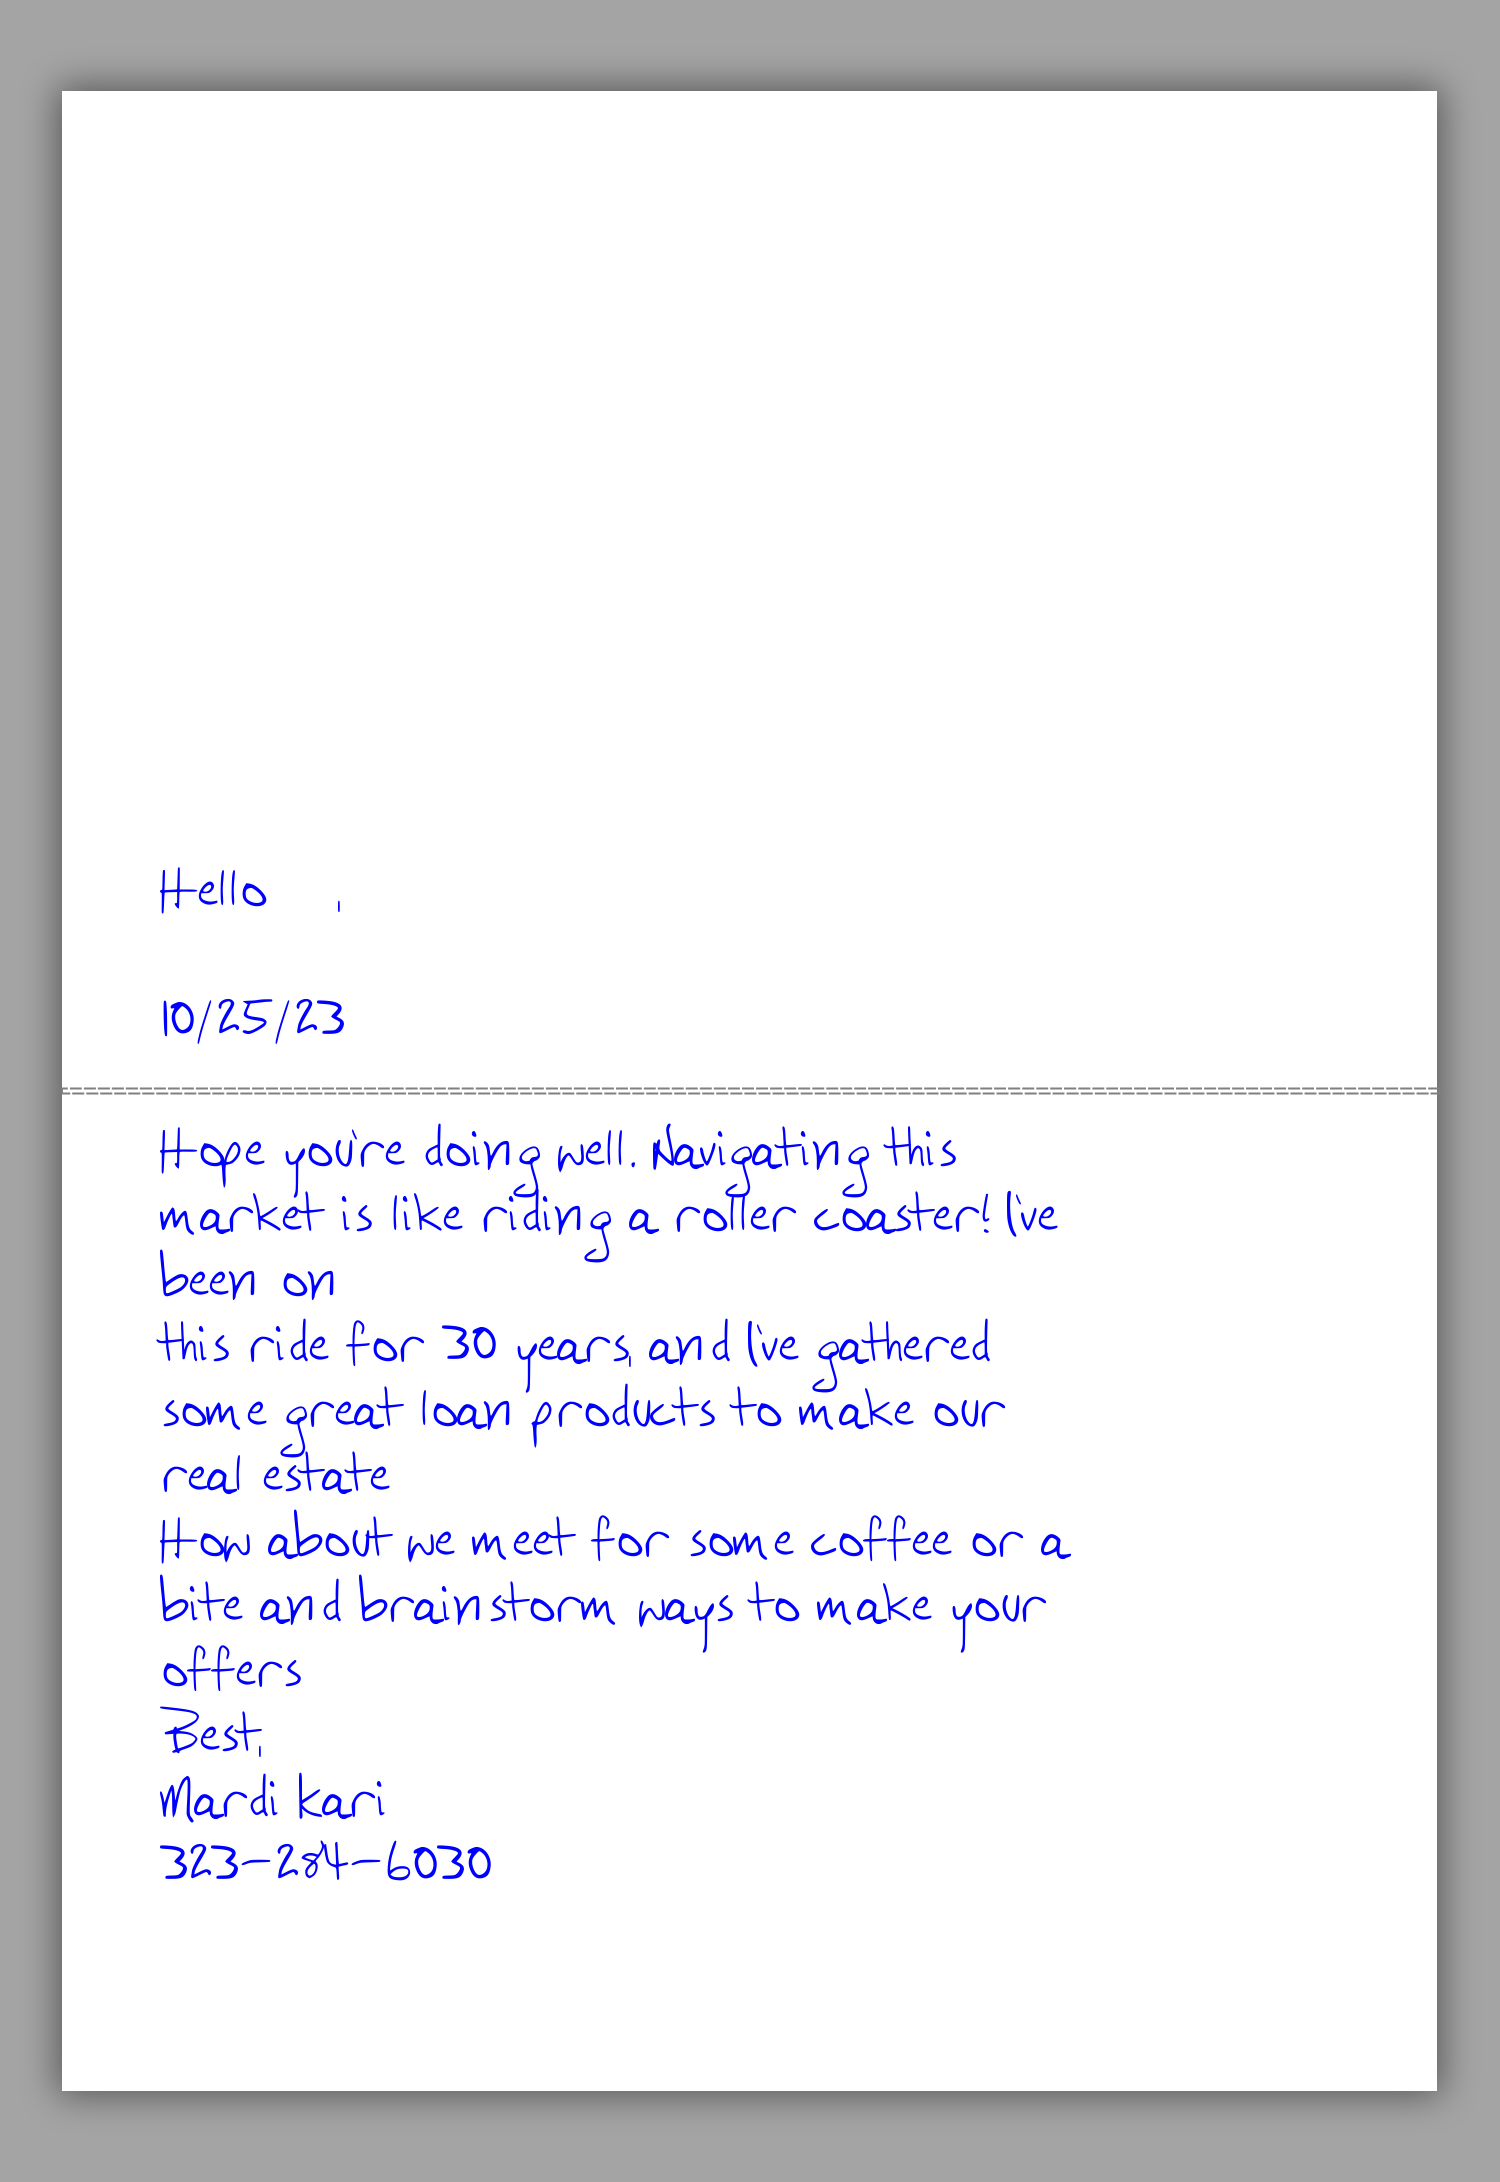 Hello ,
10/25/23
Hope you're doing well. Navigating this
market is like riding a roller coaster! I've
been on
this ride for 30 years, and I've gathered
some great loan products to make our
real estate
How about we meet for some coffee or a
bite and brainstorm ways to make your
offers
Best,
Mardi Kari
323-284-6030